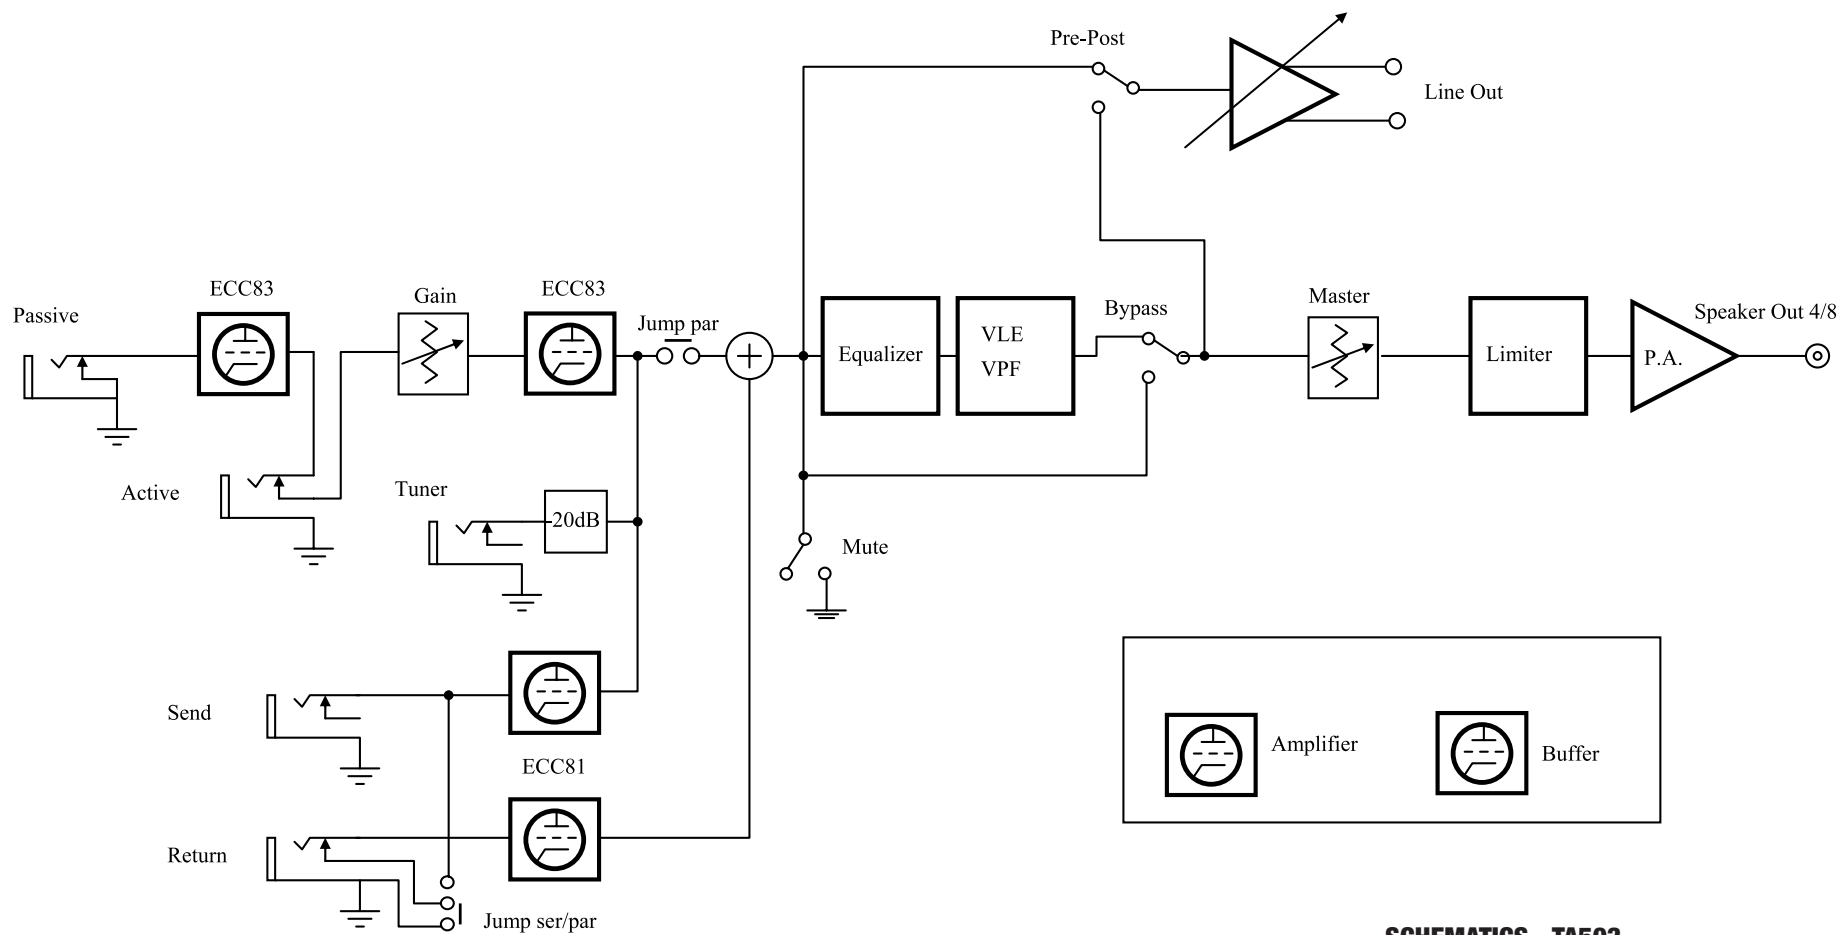 Pre-Post
Line Out
ECC83
Gain
ECC83
Passive
Jump par
Bypass
Master
Speaker Out 4/8
Equalizer
VLE
VPF
Limiter
P.A.
Active
Tuner
20dB
Mute
Send
ECC81
Amplifier
Buffer
Return
Jump ser/par